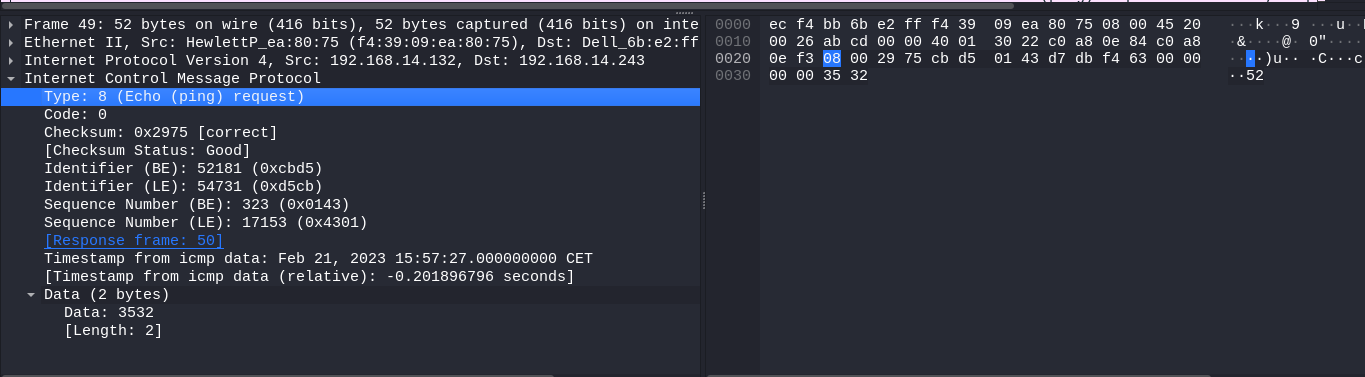 Frame 49: 52 bytes on wire (416 bits), 52 bytes captured (416 bits) on inte
Ethernet II, Src: HewlettP_ea:80:75 (f4:39:09:ea:80:75), Dst: Dell_6b:e2:ff
Internet Protocol Version 4, Src: 192.168.14.132, Dst: 192.168.14.243
Internet Control Message Protocol
Type: 8 (Echo (ping) request)
Code: 0
Checksum: 0x2975 [correct]
[Checksum Status: Good]
Identifier (BE): 52181 (0xcbd5)
Identifier (LE): 54731 (0xd5cb)
Sequence Number (BE): 323 (0x0143)
Sequence Number (LE): 17153 (0x4301)
[Response frame: 50]
Timestamp from icmp data: Feb 21, 2023 15:57:27.000000000 CET
[Timestamp from icmp data (relative): -0.201896796 seconds]
Data (2 bytes)
Data: 3532
[Length: 2]
0000 ec f4 bb 6b e2 ff f4 39 09 ea 80 75 08 00 45 20 ···k···9 ···u··
0010 00 26 ab cd 00 00 40 01 30 22 c0 a8 0e 84 c0 a8 ·&····@· 0"·····
0020 0e f3 08 00 29 75 cb d5 01 43 d7 db f4 63 00 00 ····)u·· ·C···c
0030 00 00 35 32 ··52